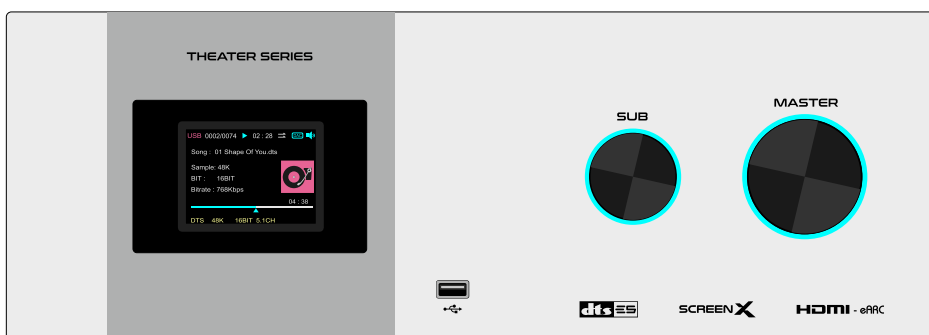 THEATER SERIES
USB 0002/0074 02 : 28
Song : 01 Shape Of You.dts
Sample: 48K
BIT : 16BIT
Bitrate : 768Kbps
04 : 38
DTS 48K 16BIT 5.1CH
SUB
MASTER
dts ES
SCREEN X
HDMI - eARC